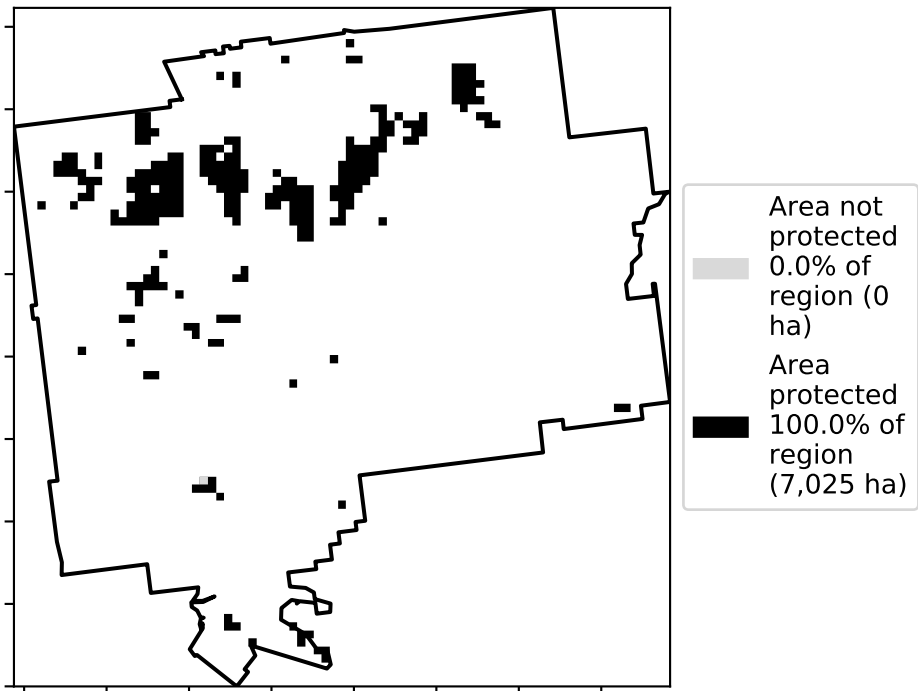 Area not
protected
0.0% of
region (0
ha)
Area
protected
100.0% of
region
(7,025 ha)